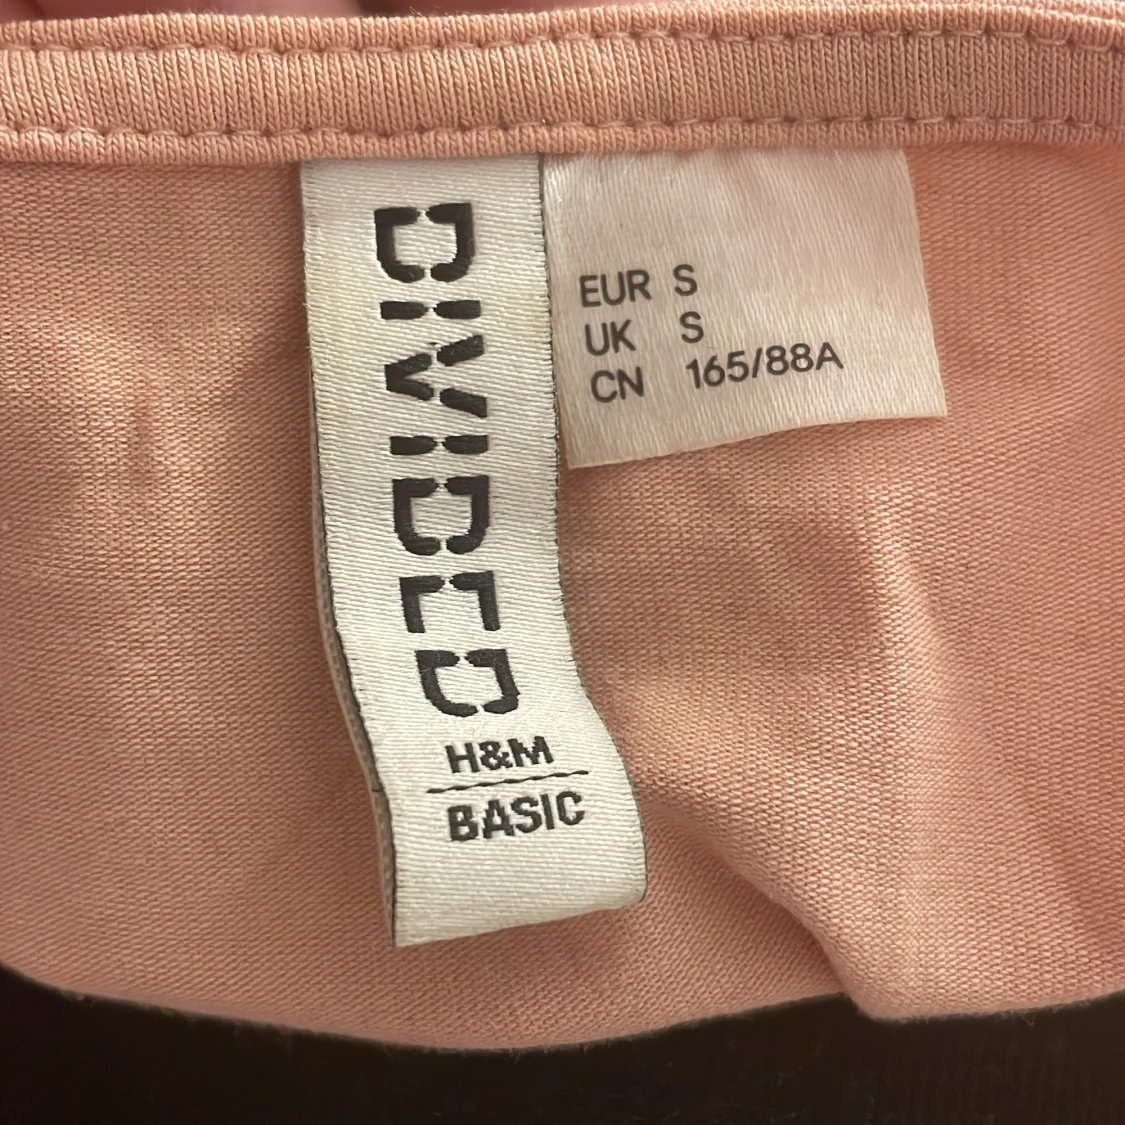 DIVIDED
H&M
BASIC
EUR S
UK S
CN 165/88A